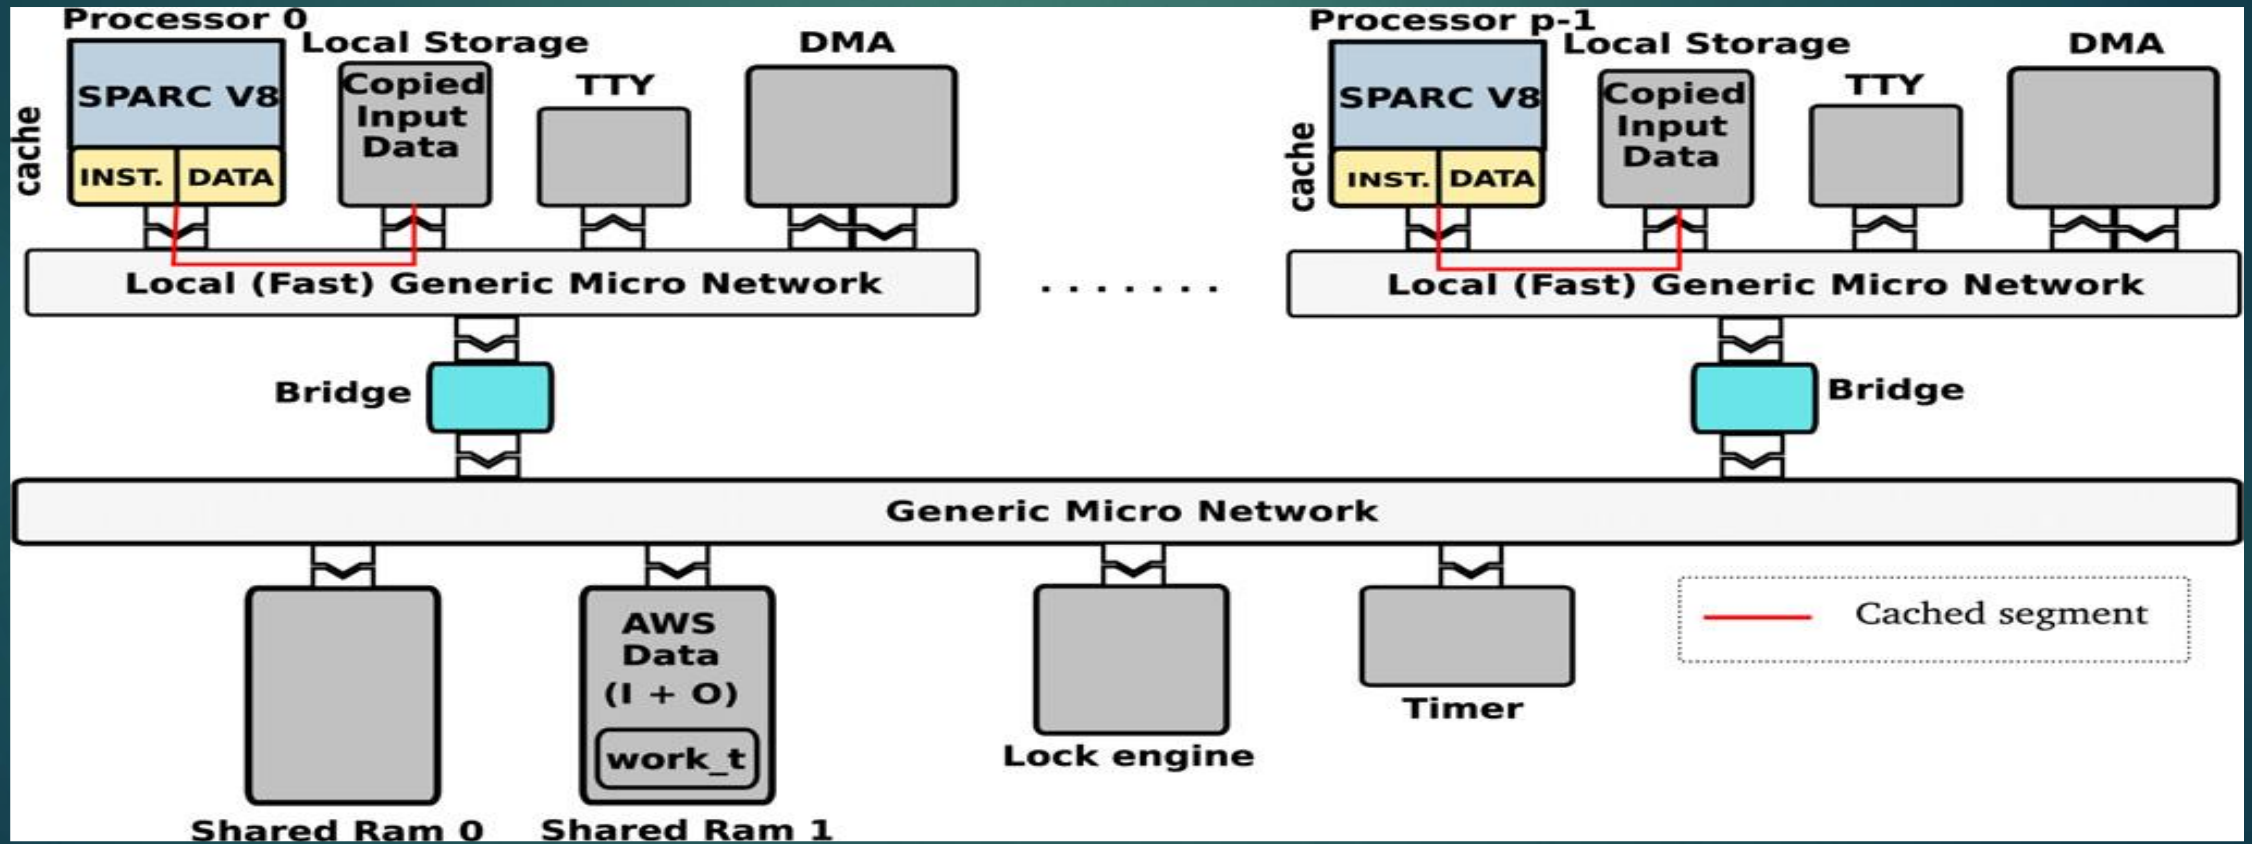 Processor 0
Local Storage
DMA
TTY
cache
SPARC V8
INST. DATA
Copied
Input
Data
Local (Fast) Generic Micro Network
.......
Processor p-1
Local Storage
DMA
TTY
cache
SPARC V8
INST. DATA
Copied
Input
Data
Local (Fast) Generic Micro Network
Bridge
Bridge
Generic Micro Network
AWS
Data
(I + O)
work_t
Shared Ram 0
Shared Ram 1
Lock engine
Timer
Cached segment